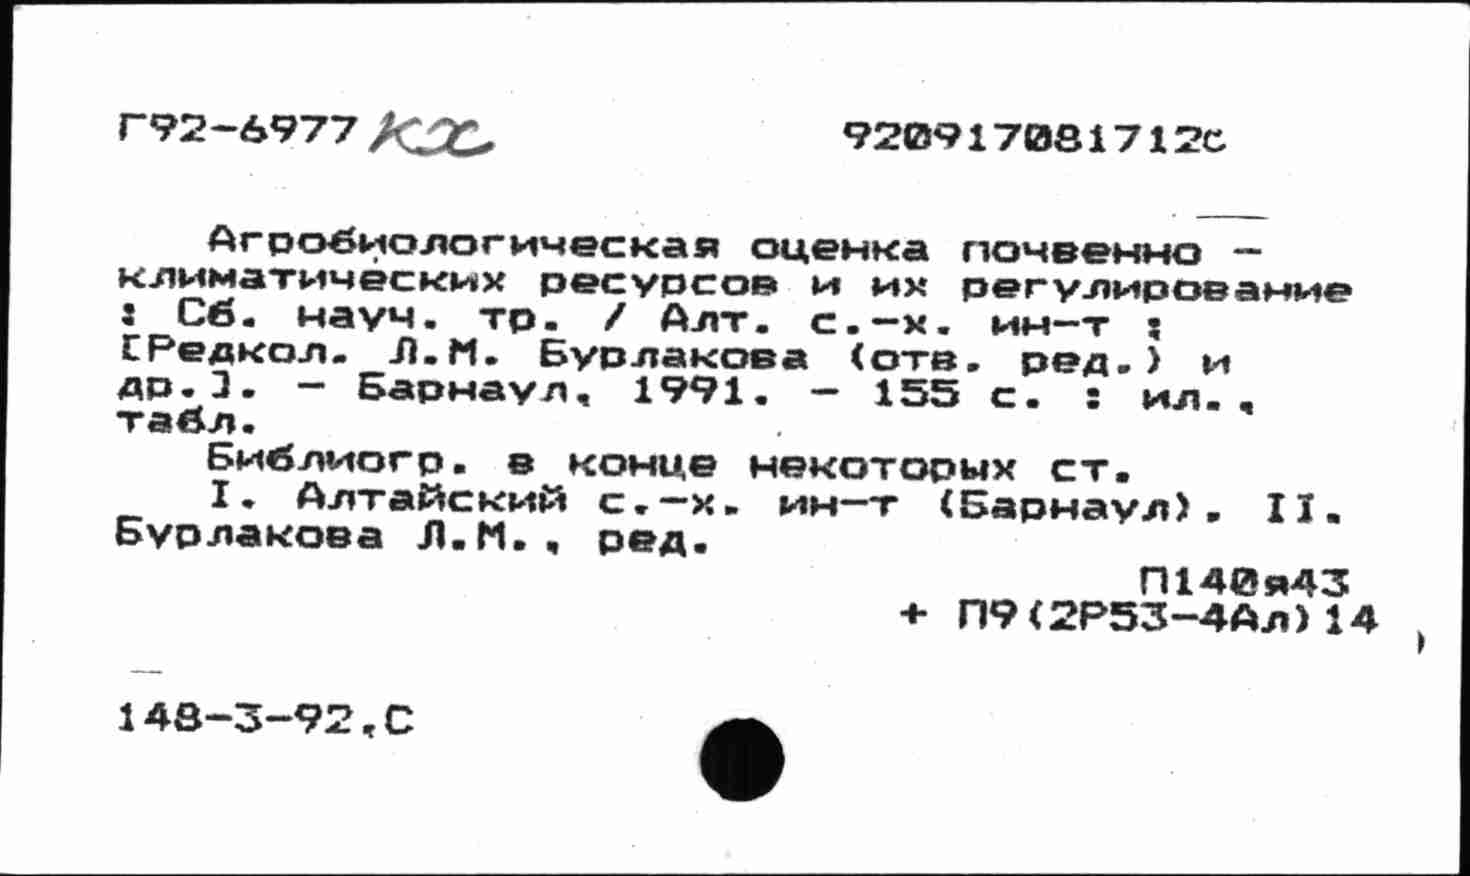 Г92-6977 кх 920917081712с
Агробиологическая оценка почвенно -
климатических ресурсов и их регулирование
: Сб. науч. тр. / Алт. с.-х. ин-т ;
[Редкол. Л.М. Бурлакова (отв. ред.) и
др.]. - Барнаул, 1991. - 155 с. : ил.,
табл.
Библиогр. в конце некоторых ст.
I. Алтайский с.-х. ин-т (Барнаул). II.
Бурлакова Л.М., ред.
П140я43
+ П9(2Р53-4Ал)14
148-3-92,С